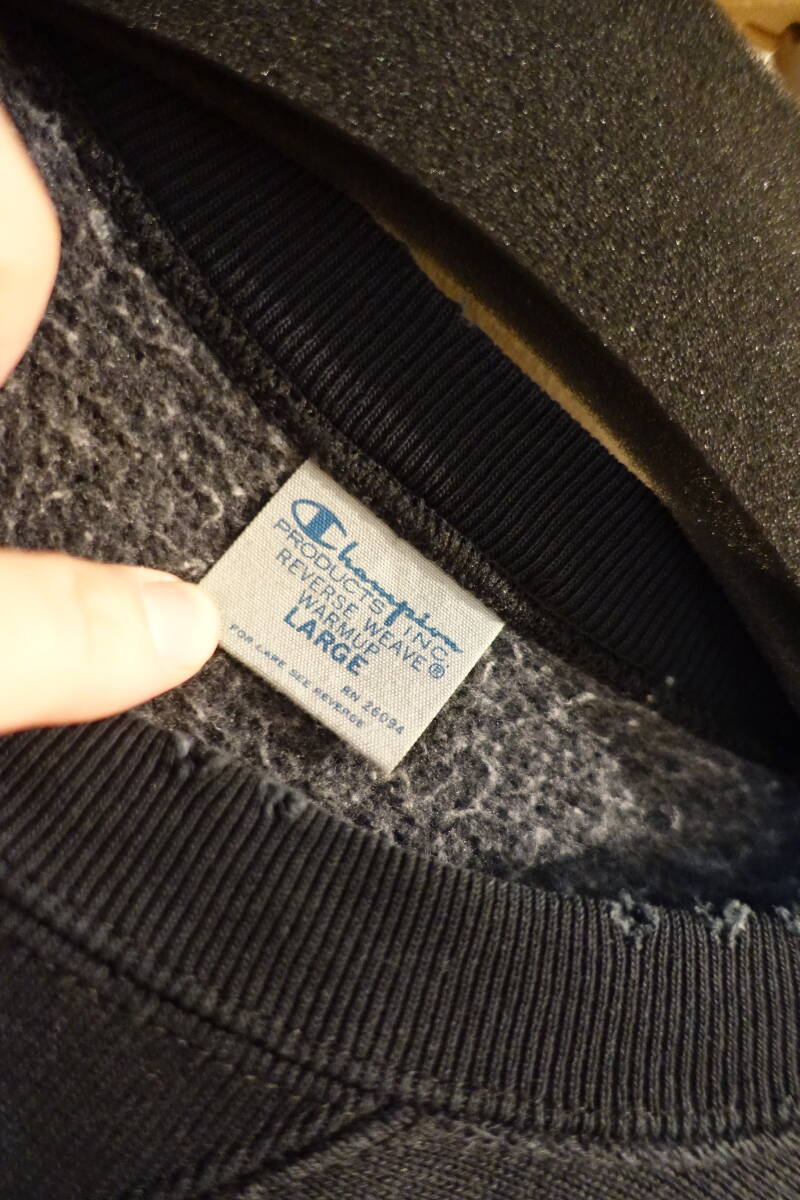 Champion
PRODUCTS, INC.
REVERSE WEAVE®
WARMUP
LARGE
RN 26094
FOR CARE SEE REVERSE